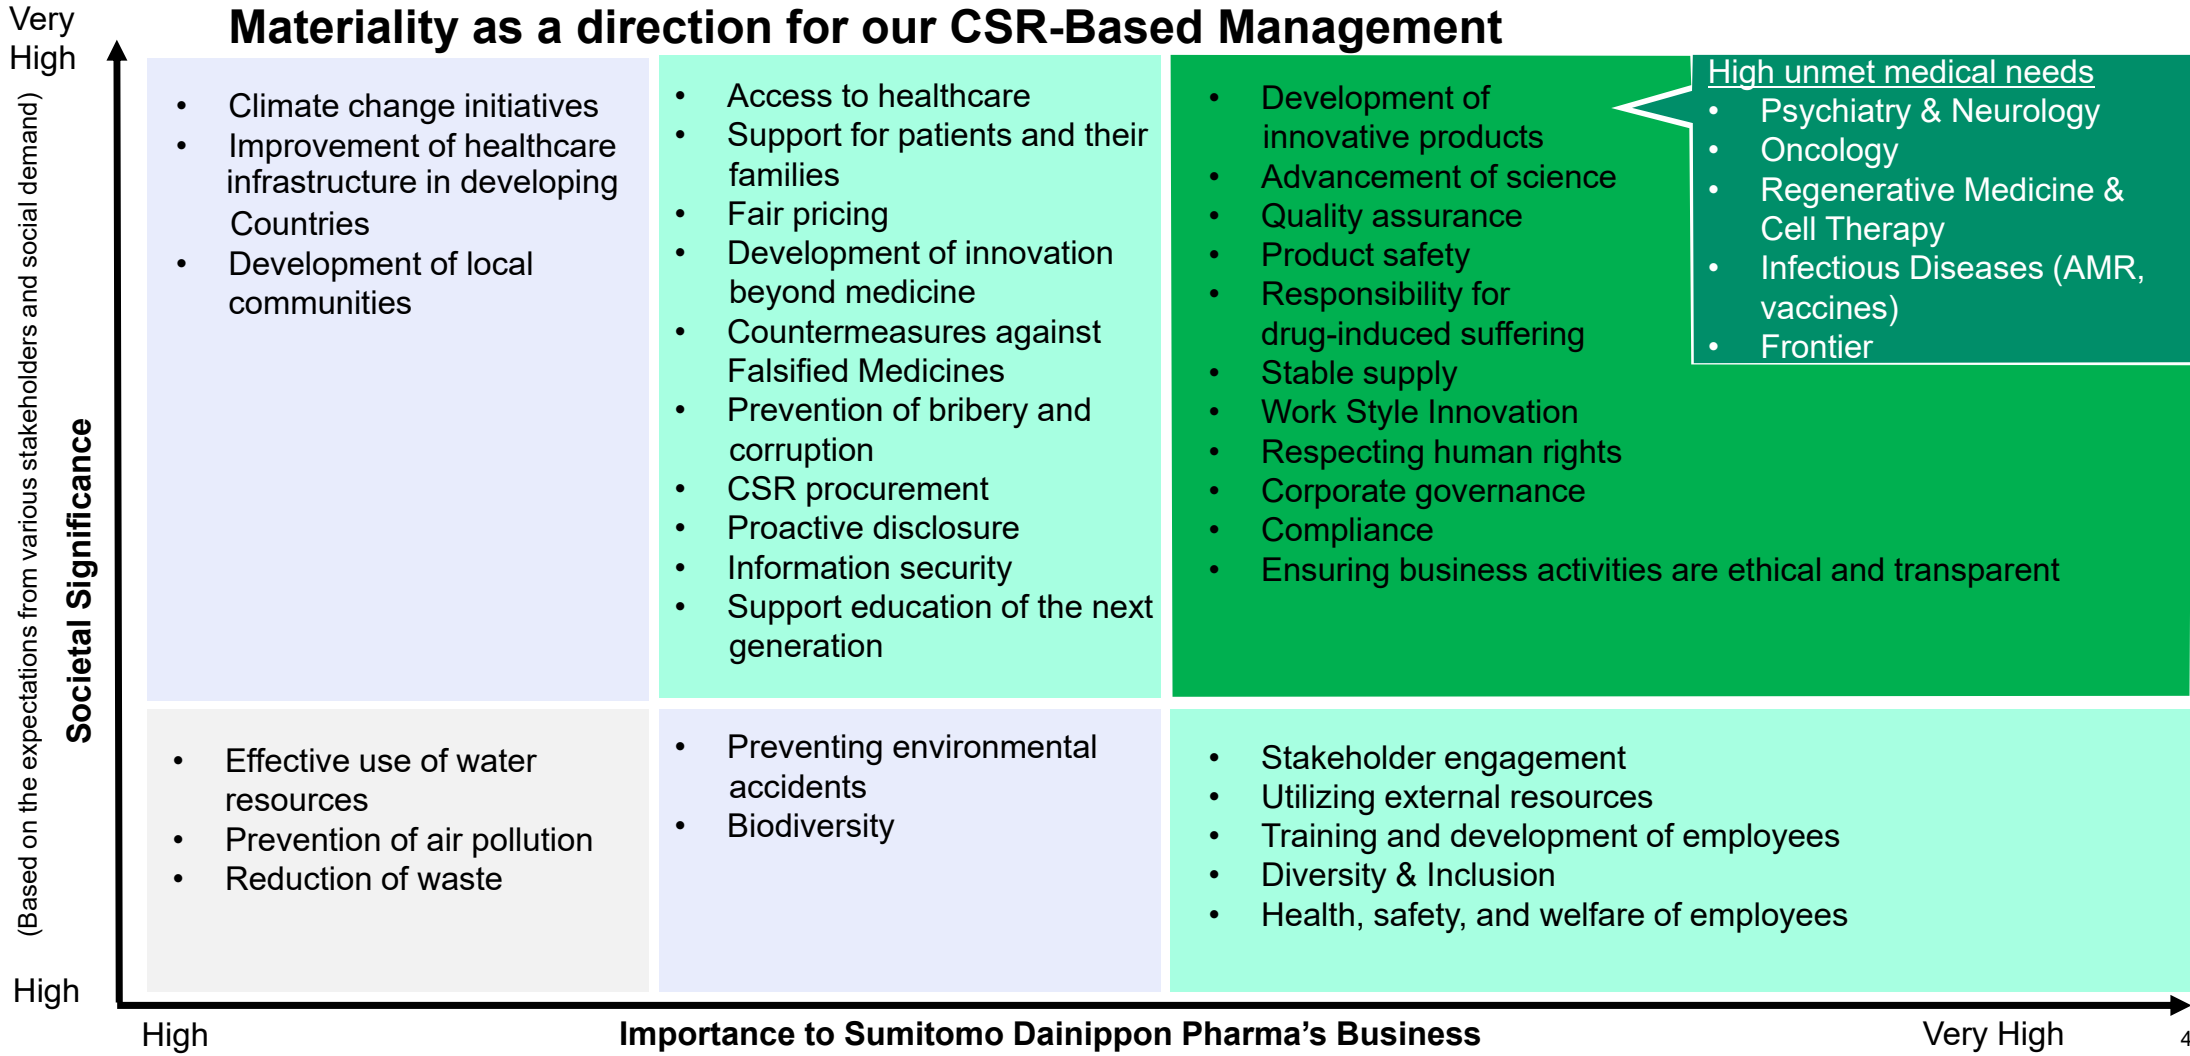 Materiality as a direction for our CSR-Based Management
Very
High
(Based on the expectations from various stakeholders and social demand)
Societal Significance
High
• Climate change initiatives
• Improvement of healthcare
infrastructure in developing
Countries
• Development of local
communities
• Access to healthcare
• Support for patients and their
families
• Fair pricing
• Development of innovation
beyond medicine
• Countermeasures against
Falsified Medicines
• Prevention of bribery and
corruption
• CSR procurement
• Proactive disclosure
• Information security
• Support education of the next
generation
• Development of
innovative products
• Advancement of science
• Quality assurance
• Product safety
• Responsibility for
drug-induced suffering
• Stable supply
• Work Style Innovation
• Respecting human rights
• Corporate governance
• Compliance
• Ensuring business activities are ethical and transparent
High unmet medical needs
• Psychiatry & Neurology
• Oncology
• Regenerative Medicine &
Cell Therapy
• Infectious Diseases (AMR,
vaccines)
• Frontier
• Effective use of water
resources
• Prevention of air pollution
• Reduction of waste
• Preventing environmental
accidents
• Biodiversity
• Stakeholder engagement
• Utilizing external resources
• Training and development of employees
• Diversity & Inclusion
• Health, safety, and welfare of employees
High
Importance to Sumitomo Dainippon Pharma’s Business
Very High
4